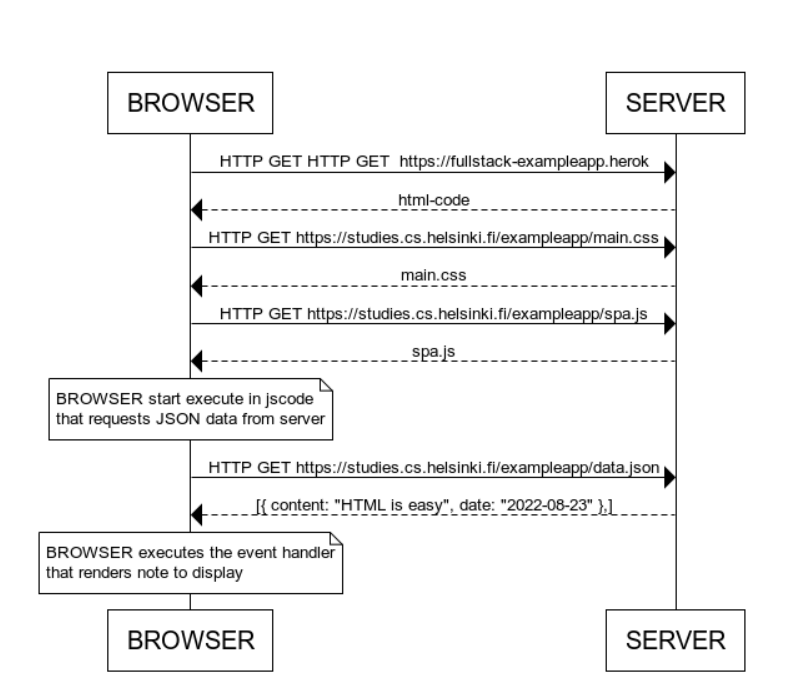 BROWSER
SERVER
HTTP GET HTTP GET  https://fullstack-exampleapp.herok
html-code
HTTP GET https://studies.cs.helsinki.fi/exampleapp/main.css
main.css
HTTP GET https://studies.cs.helsinki.fi/exampleapp/spa.js
spa.js
BROWSER start execute in jscode
that requests JSON data from server
HTTP GET https://studies.cs.helsinki.fi/exampleapp/data.json
[{ content: "HTML is easy", date: "2022-08-23" },]
BROWSER executes the event handler
that renders note to display
BROWSER
SERVER